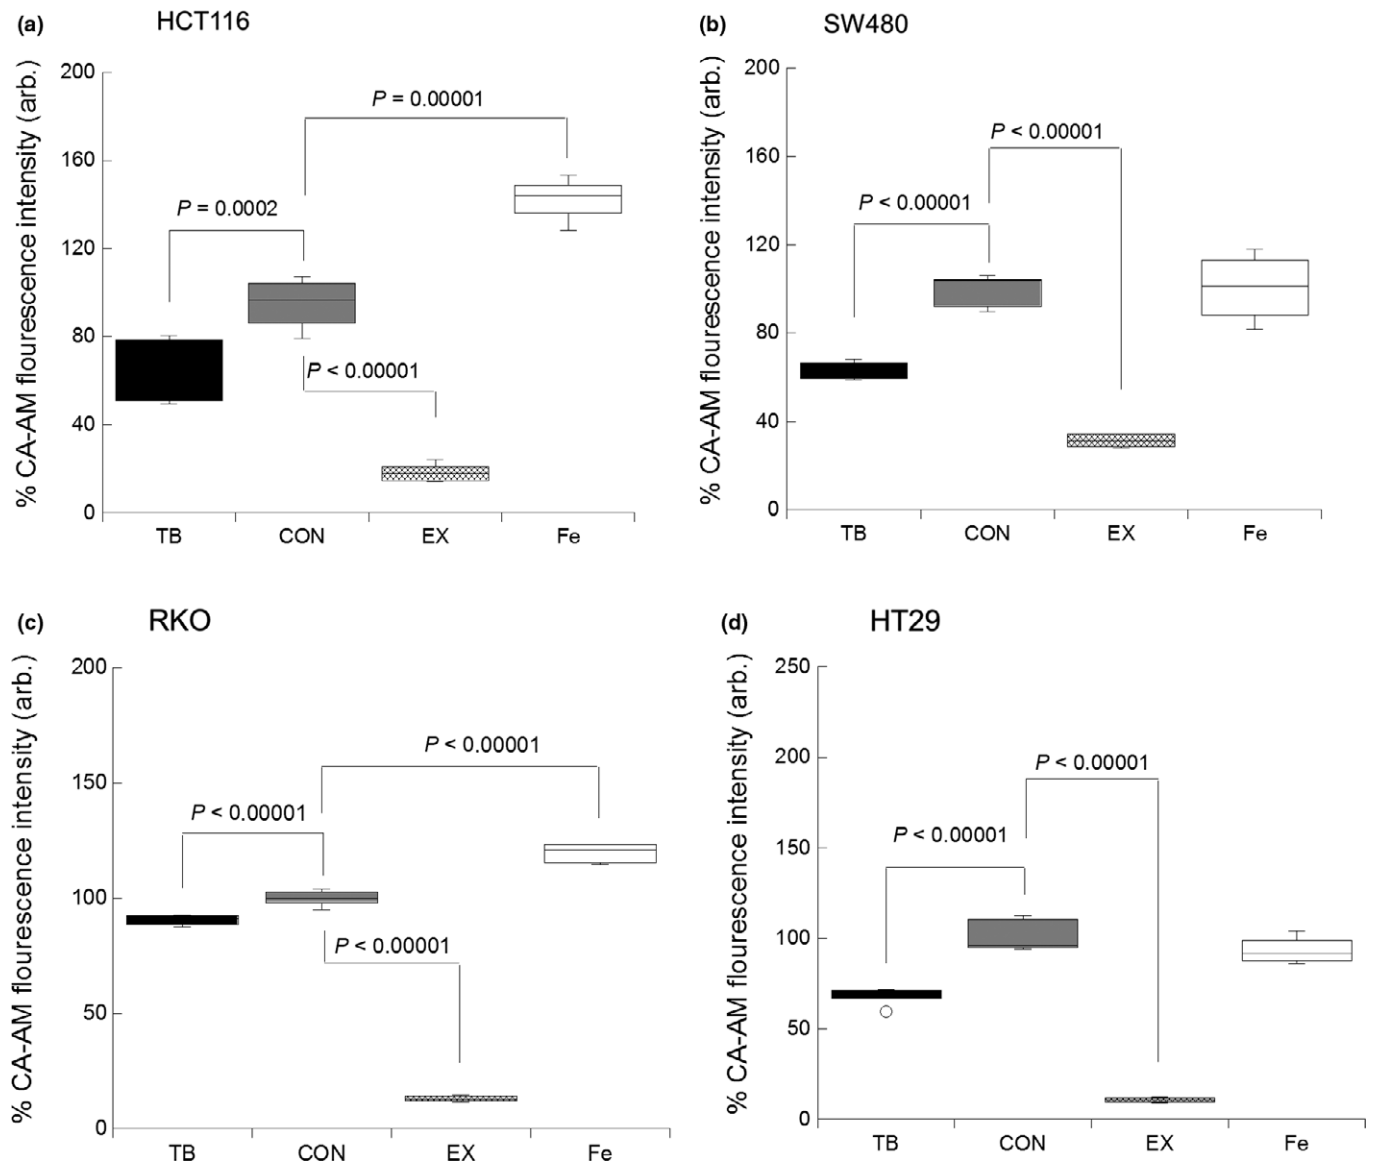 (a) HCT116
% CA-AM flourescence intensity (arb.)
200
160
120
80
40
0
P = 0.00001
P = 0.0002
P < 0.00001
TB CON EX Fe
(b) SW480
% CA-AM flourescence intensity (arb.)
200
160
120
80
40
0
P < 0.00001
P < 0.00001
TB CON EX Fe
(c) RKO
% CA-AM flourescence intensity (arb.)
200
150
100
50
0
P < 0.00001
P < 0.00001
P < 0.00001
TB CON EX Fe
(d) HT29
% CA-AM flourescence intensity (arb.)
250
200
150
100
50
0
P < 0.00001
P < 0.00001
TB CON EX Fe